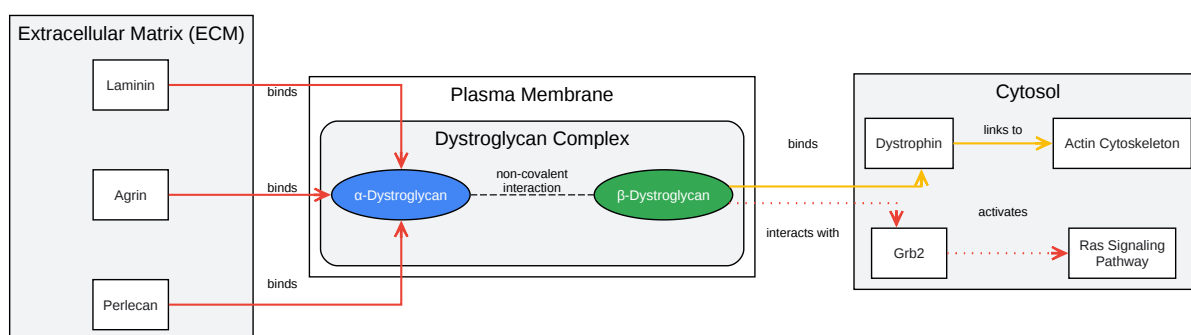 Extracellular Matrix (ECM)
Laminin
binds
Agrin
binds
Perlecan
binds
Plasma Membrane
Dystroglycan Complex
α-Dystroglycan
non-covalent
interaction
β-Dystroglycan
binds
interacts with
Cytosol
Dystrophin
links to
Actin Cytoskeleton
Grb2
activates
Ras Signaling
Pathway